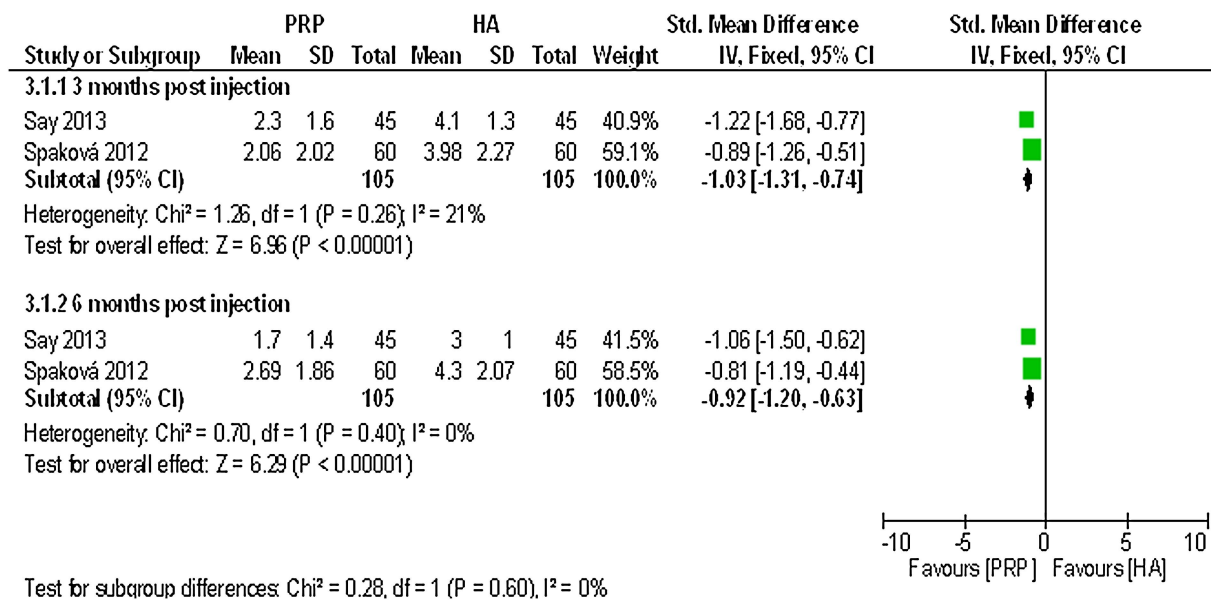 PRP HA Std. Mean Difference Std. Mean Difference
Study or Subgroup Mean SD Total Mean SD Total Weight IV, Fixed, 95% CI IV, Fixed, 95% CI
3.1.1 3 months post injection
Say 2013 2.3 1.6 45 4.1 1.3 45 40.9% -1.22 [-1.68, -0.77]
Spaková 2012 2.06 2.02 60 3.98 2.27 60 59.1% -0.89 [-1.26, -0.51]
Subtotal (95% CI) 105 105 100.0% -1.03 [-1.31, -0.74]
Heterogeneity: Chi² = 1.26, df = 1 (P = 0.26); I² = 21%
Test for overall effect: Z = 6.96 (P < 0.00001)
3.1.2 6 months post injection
Say 2013 1.7 1.4 45 3 1 45 41.5% -1.06 [-1.50, -0.62]
Spaková 2012 2.69 1.86 60 4.3 2.07 60 58.5% -0.81 [-1.19, -0.44]
Subtotal (95% CI) 105 105 100.0% -0.92 [-1.20, -0.63]
Heterogeneity: Chi² = 0.70, df = 1 (P = 0.40); I² = 0%
Test for overall effect: Z = 6.29 (P < 0.00001)
-10 -5 0 5 10
Favours [PRP] Favours [HA]
Test for subgroup differences: Chi² = 0.28, df = 1 (P = 0.60), I² = 0%